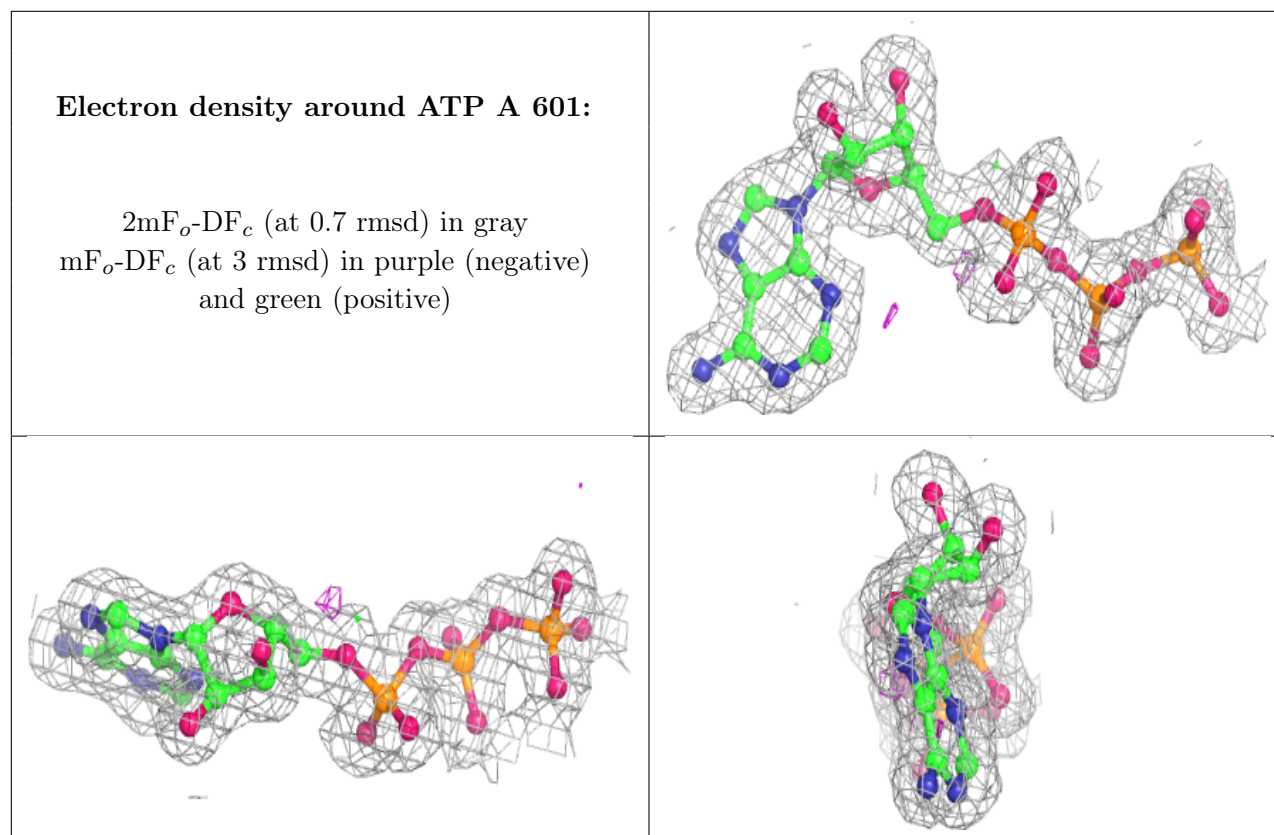 Electron density around ATP A 601:
2mFₒ-DF𝒸 (at 0.7 rmsd) in gray
mFₒ-DF𝒸 (at 3 rmsd) in purple (negative)
and green (positive)